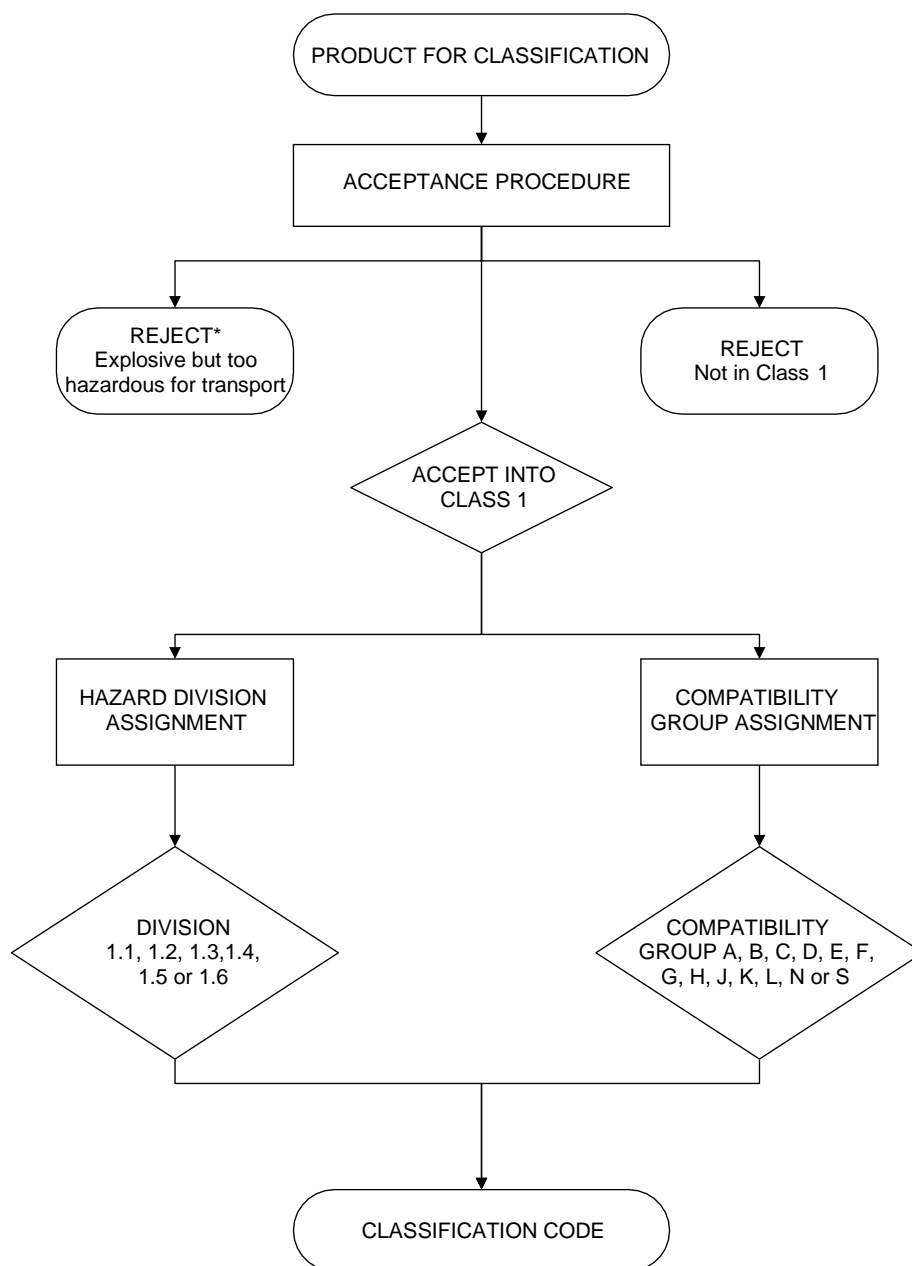 PRODUCT FOR CLASSIFICATION
ACCEPTANCE PROCEDURE
REJECT*
Explosive but too
hazardous for transport
REJECT
Not in Class 1
ACCEPT INTO
CLASS 1
HAZARD DIVISION
ASSIGNMENT
COMPATIBILITY
GROUP ASSIGNMENT
DIVISION
1.1, 1.2, 1.3,1.4,
1.5 or 1.6
COMPATIBILITY
GROUP A, B, C, D, E, F,
G, H, J, K, L, N or S
CLASSIFICATION CODE